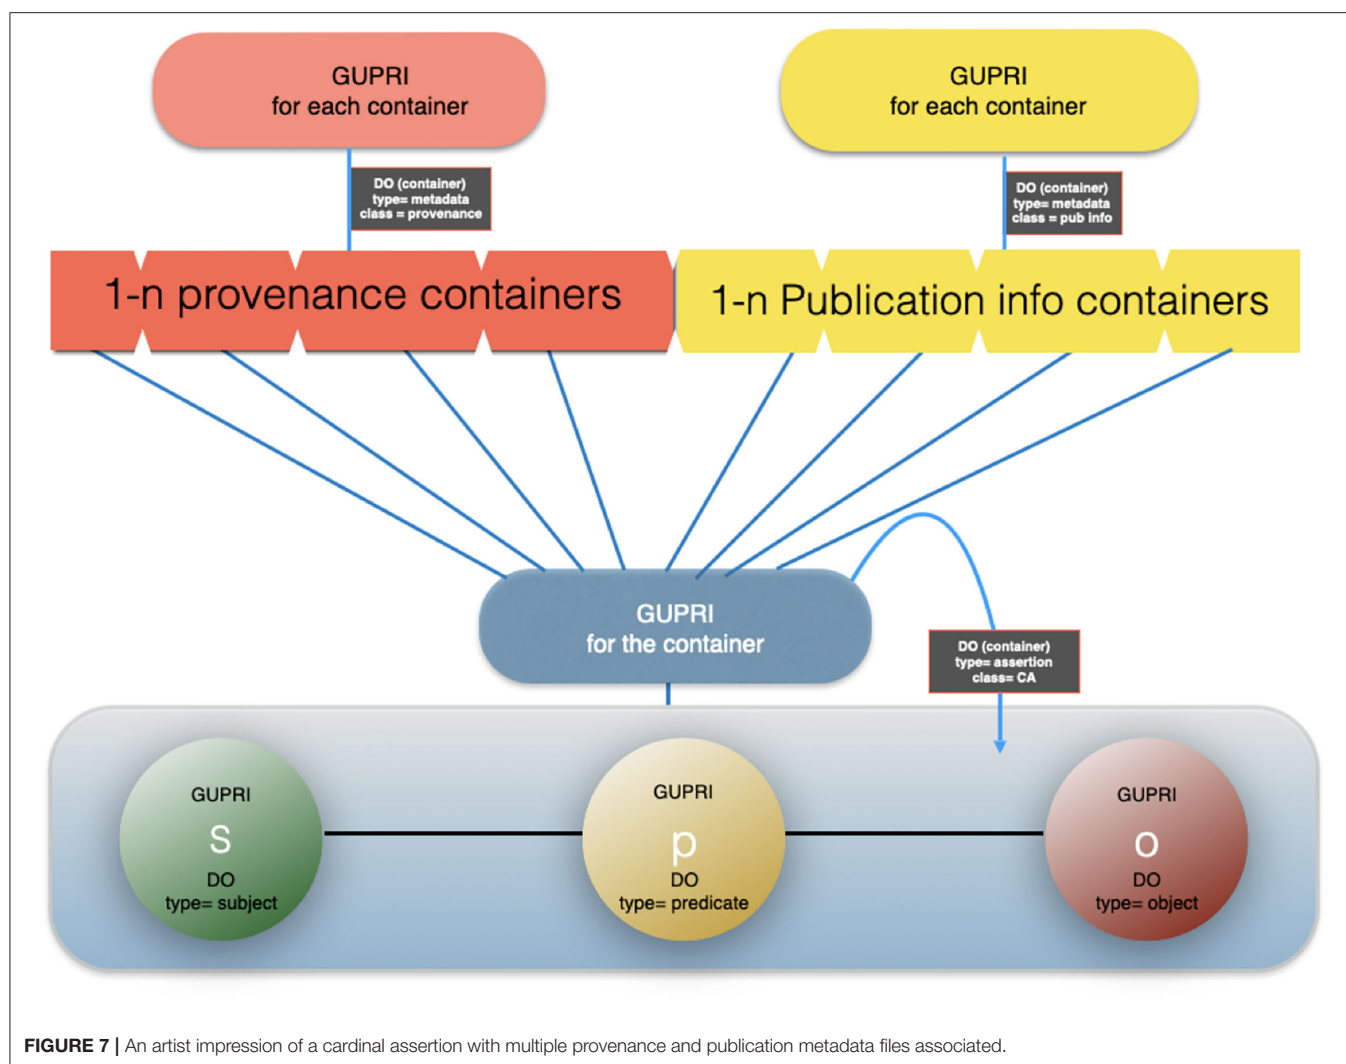 GUPRI
for each container
GUPRI
for each container
DO (container)
type= metadata
class = provenance
DO (container)
type= metadata
class = pub info
1-n provenance containers
1-n Publication info containers
GUPRI
for the container
DO (container)
type= assertion
class= CA
GUPRI
S
DO
type= subject
GUPRI
p
DO
type= predicate
GUPRI
o
DO
type= object
FIGURE 7 | An artist impression of a cardinal assertion with multiple provenance and publication metadata files associated.